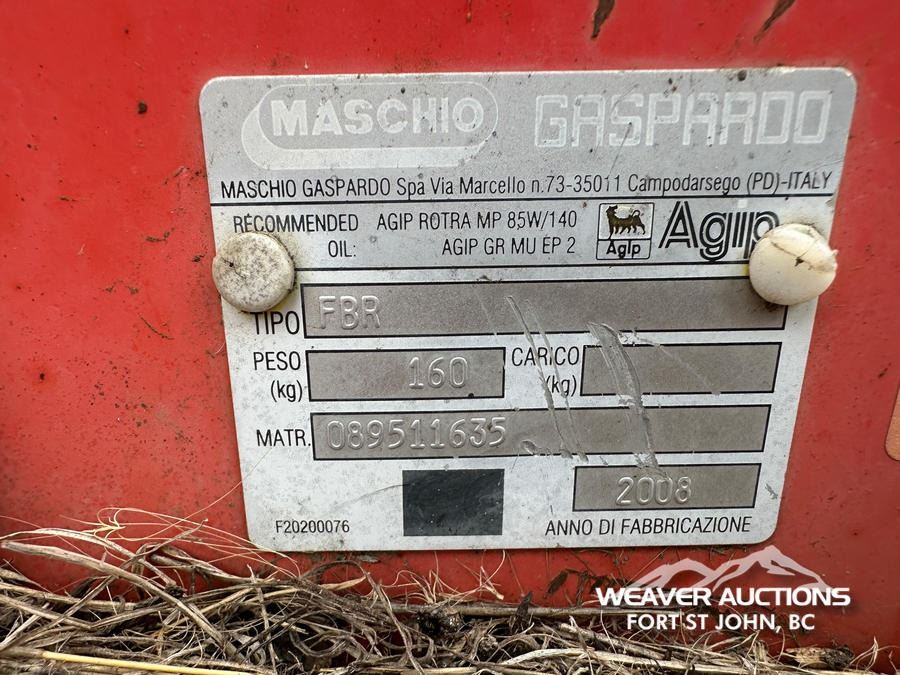 MASCHIO GASPARDO
MASCHIO GASPARDO Spa Via Marcello n.73-35011 Campodarsego (PD)-ITALY
RECOMMENDED OIL: AGIP ROTRA MP 85W/140
AGIP GR MU EP 2
Agip Agip
TIPO FBR
PESO (kg) 160 CARICO (kg)
MATR. 089511635
2008
F20200076 ANNO DI FABBRICAZIONE
WEAVER AUCTIONS
FORT ST JOHN, BC